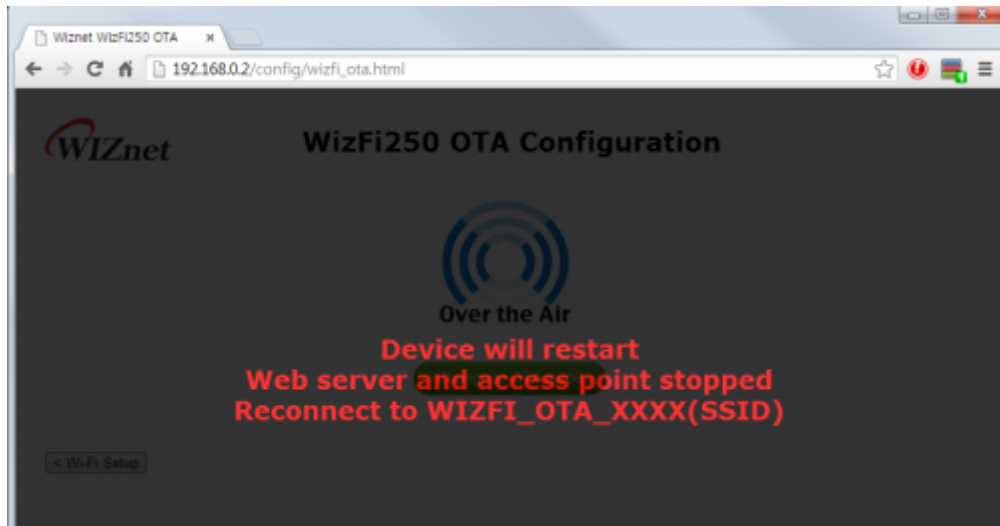 Wiznet WizFi250 OTA
192.168.0.2/config/wizfi_ota.html
WIZnet
WizFi250 OTA Configuration
Over the Air
Device will restart
Web server and access point stopped
Reconnect to WIZFI_OTA_XXXX(SSID)
< Wi-Fi Setup